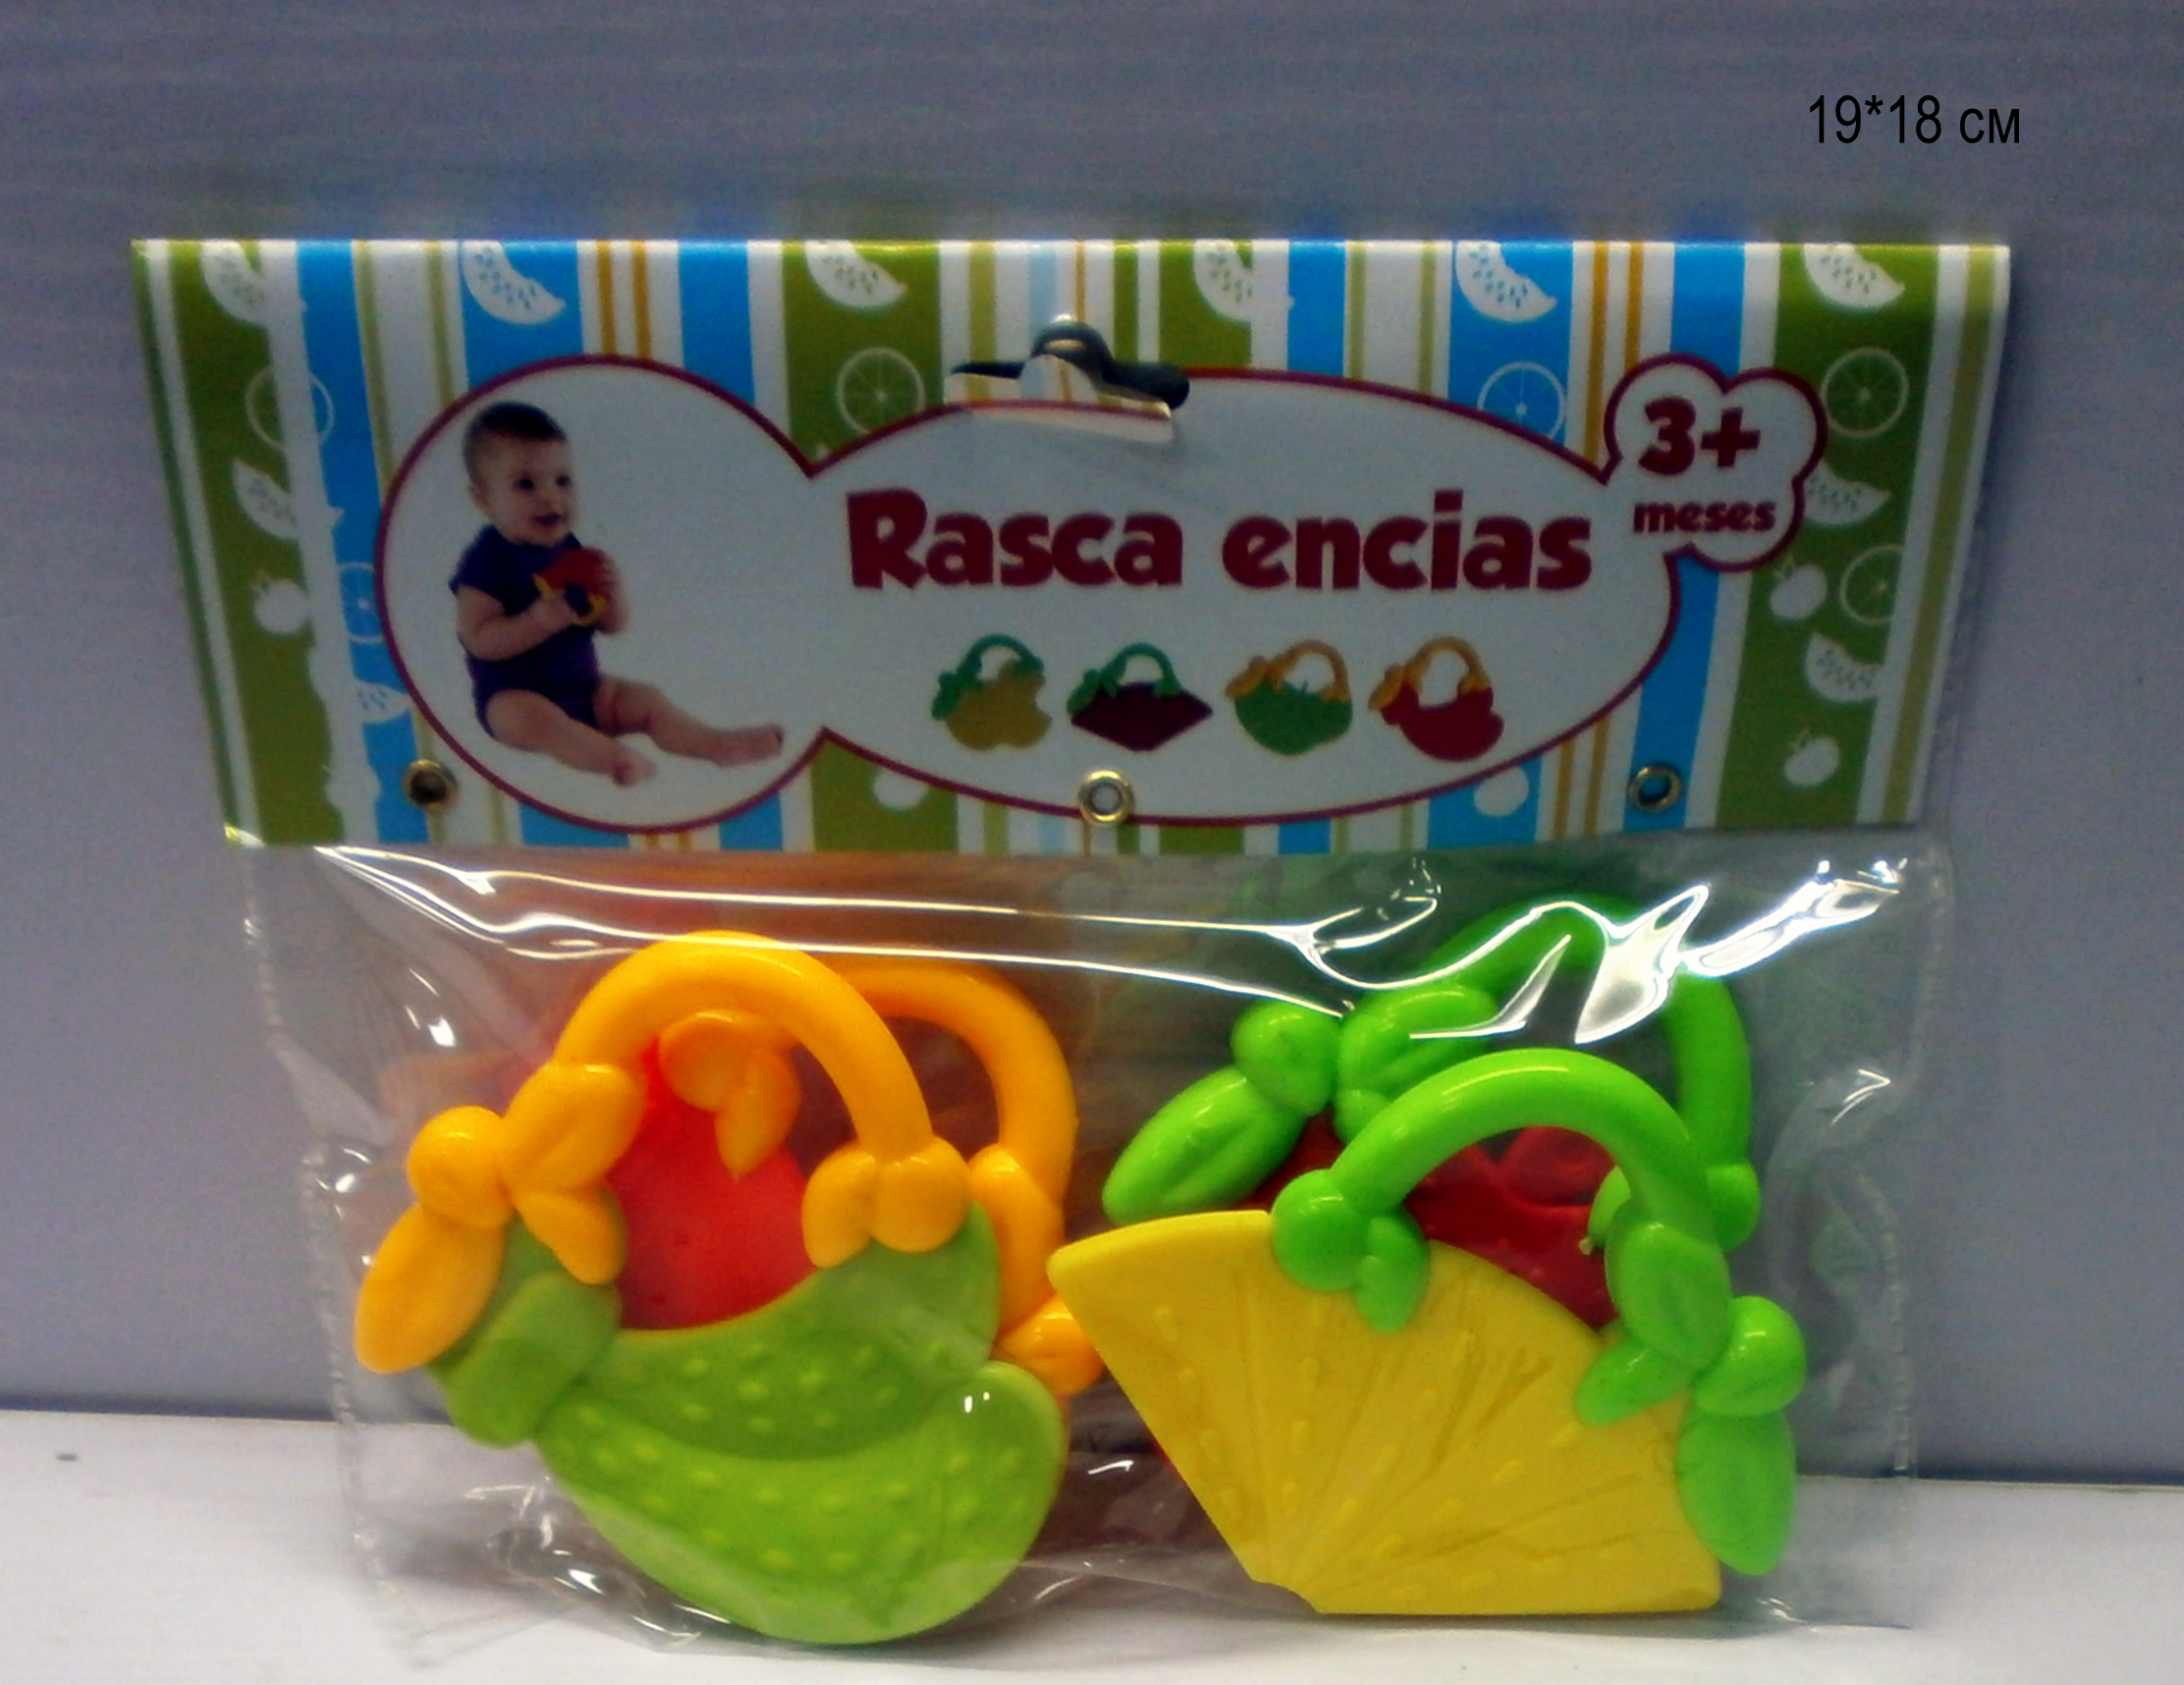 19*18 см
3+
meses
Rasca encias